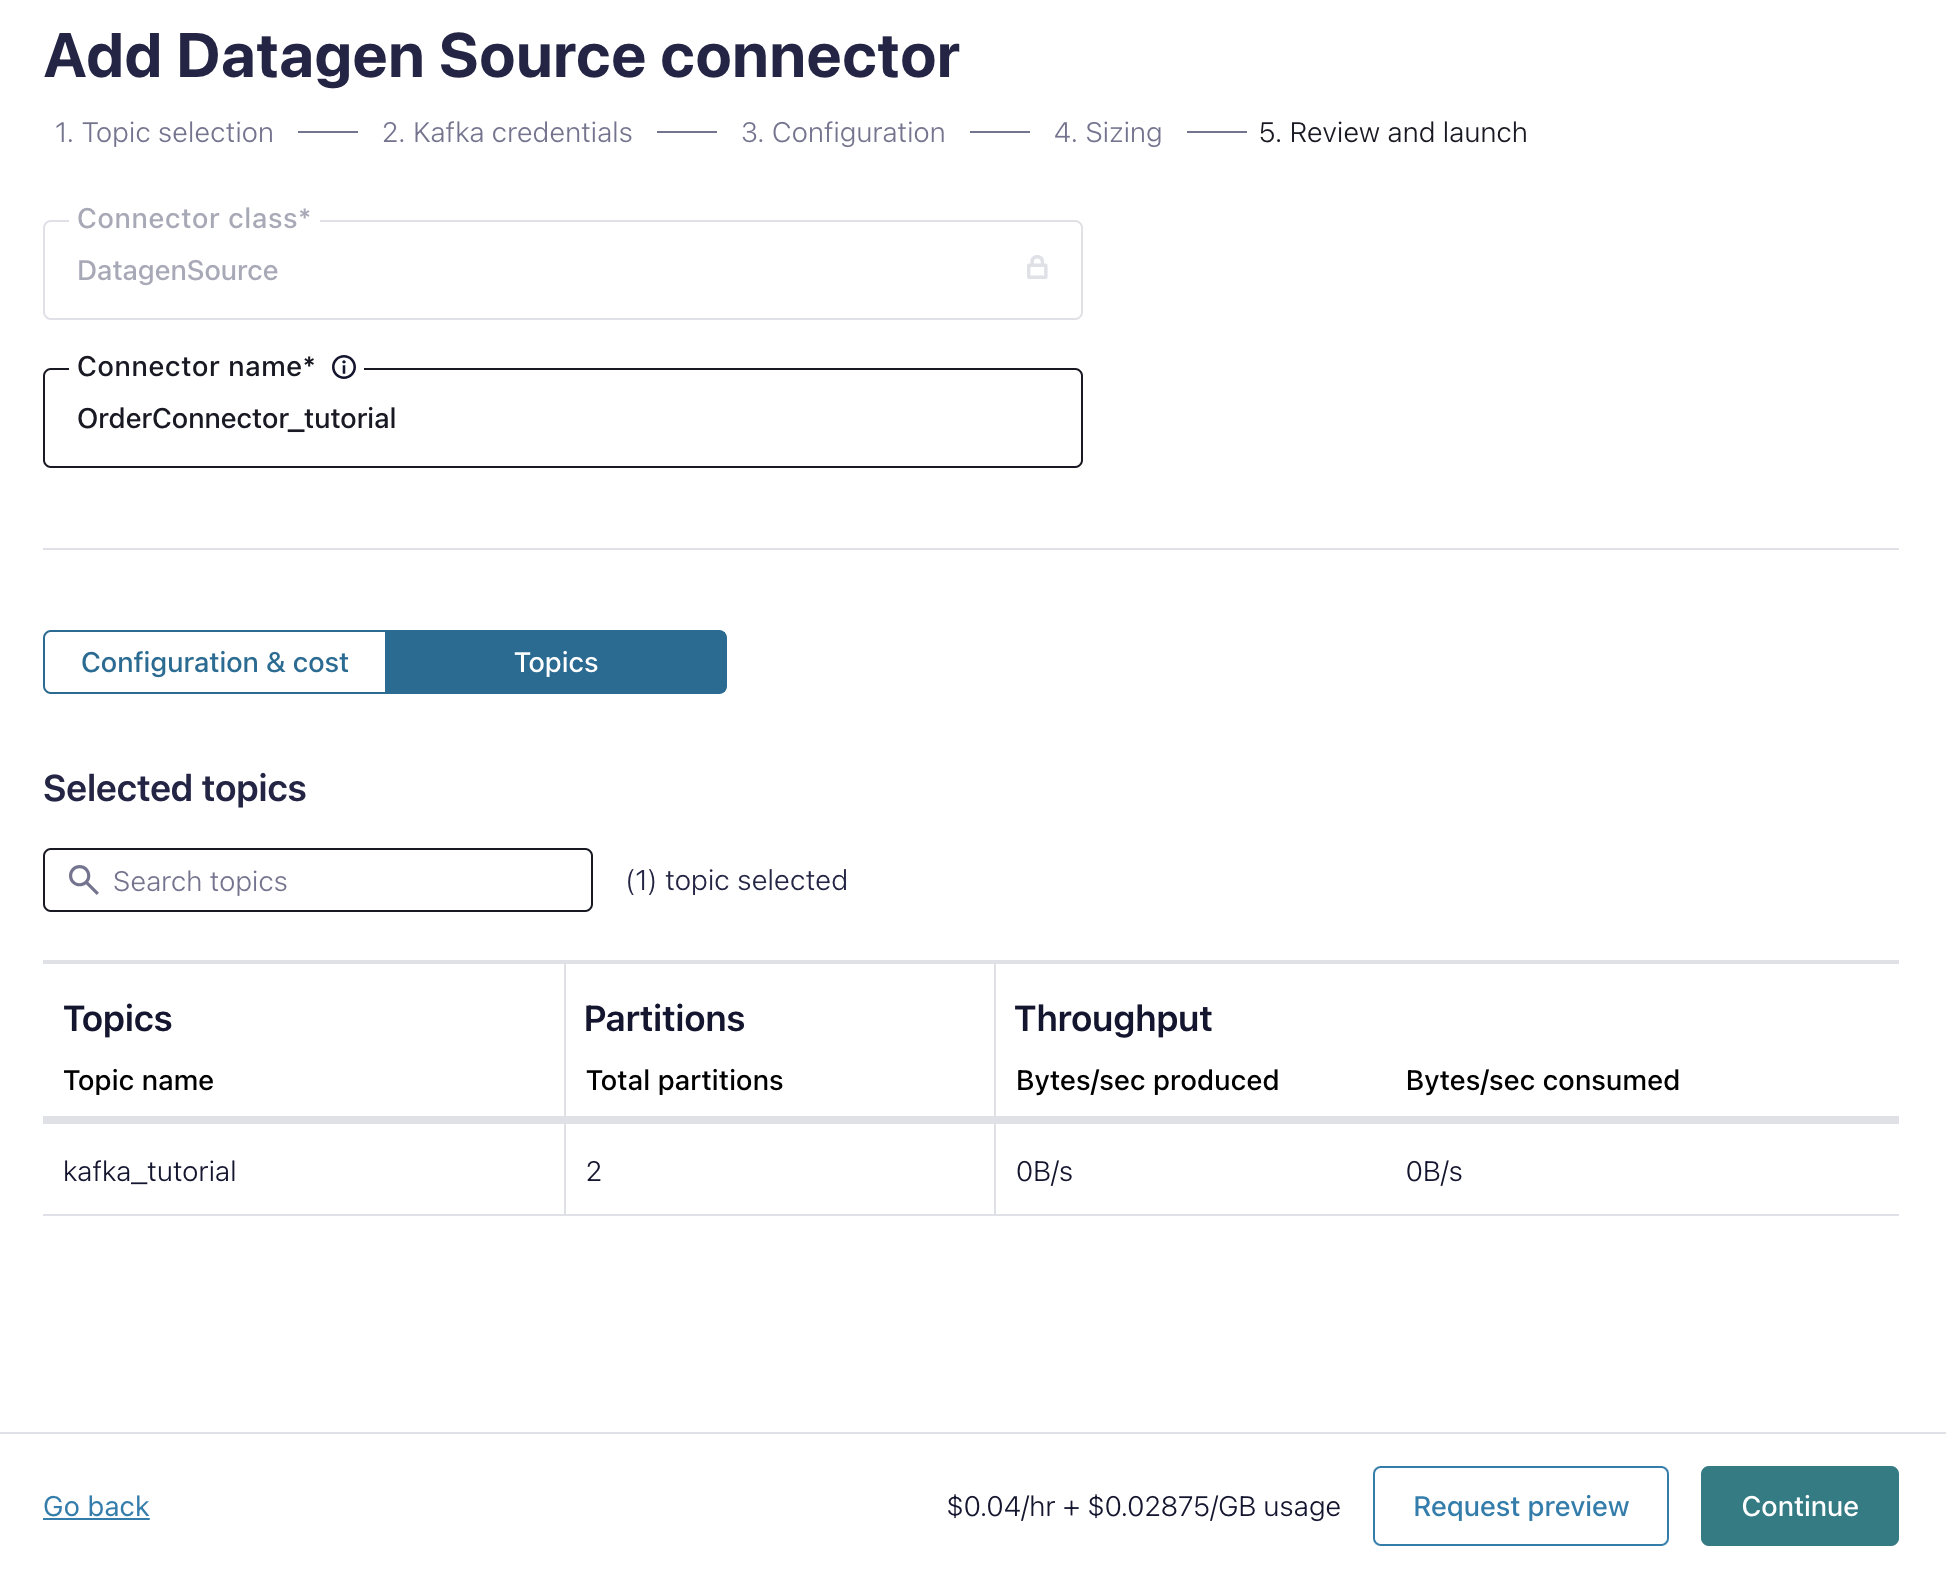 Add Datagen Source connector
1. Topic selection 2. Kafka credentials 3. Configuration 4. Sizing 5. Review and launch
Connector class*
DatagenSource
Connector name*
OrderConnector_tutorial
Configuration & cost Topics
Selected topics
Search topics (1) topic selected
Topics Partitions Throughput
Topic name Total partitions Bytes/sec produced Bytes/sec consumed
kafka_tutorial 2 0B/s 0B/s
Go back $0.04/hr + $0.02875/GB usage Request preview Continue